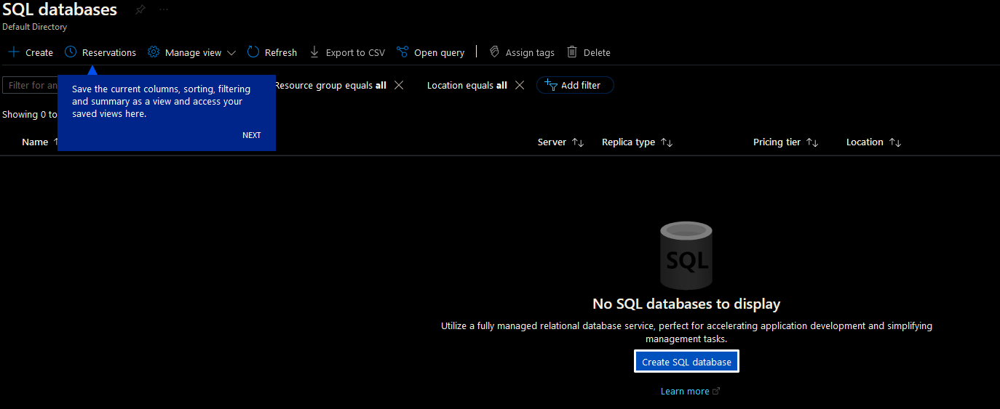 SQL databases
Default Directory
Create Reservations Manage view Refresh Export to CSV Open query Assign tags Delete
Filter for an Resource group equals all Location equals all Add filter
Save the current columns, sorting, filtering
and summary as a view and access your
saved views here.
NEXT
Showing 0 to
Name Server Replica type Pricing tier Location
SQL
No SQL databases to display
Utilize a fully managed relational database service, perfect for accelerating application development and simplifying
management tasks.
Create SQL database
Learn more